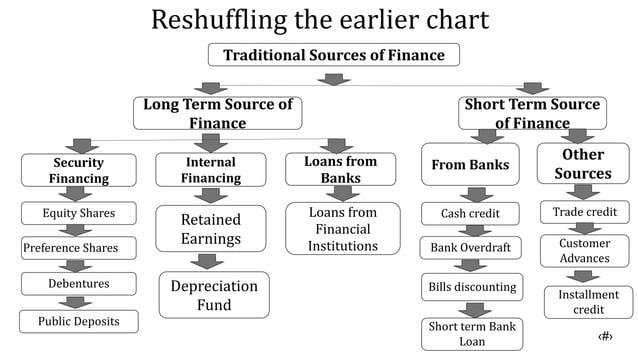 Reshuffling the earlier chart
Traditional Sources of Finance
Long Term Source of
Finance
Short Term Source
of Finance
Security
Financing
Internal
Financing
Loans from
Banks
From Banks
Other
Sources
Equity Shares
Preference Shares
Debentures
Public Deposits
Retained
Earnings
Depreciation
Fund
Loans from
Financial
Institutions
Cash credit
Bank Overdraft
Bills discounting
Short term Bank
Loan
Trade credit
Customer
Advances
Installment
credit
‹#›